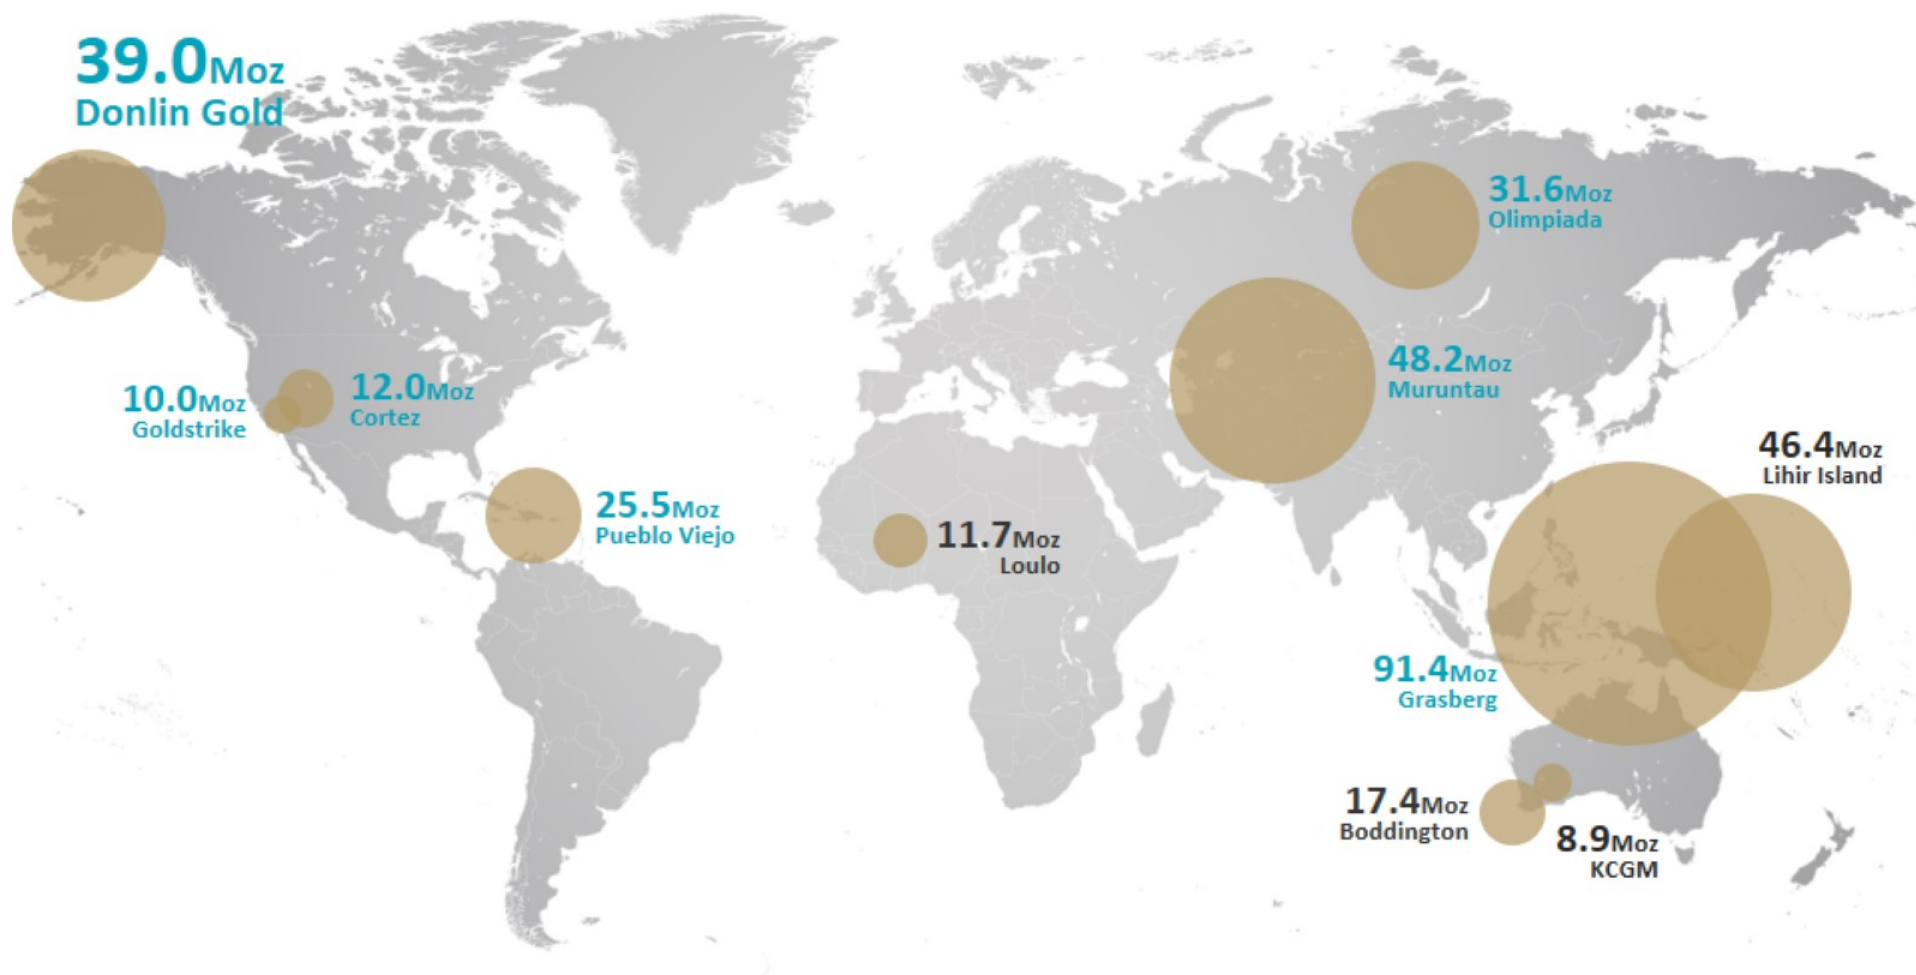 39.0Moz
Donlin Gold
31.6Moz
Olimpiada
48.2Moz
Muruntau
10.0Moz
Goldstrike
12.0Moz
Cortez
46.4Moz
Lihir Island
25.5Moz
Pueblo Viejo
11.7Moz
Loulo
91.4Moz
Grasberg
17.4Moz
Boddington
8.9Moz
KCGM